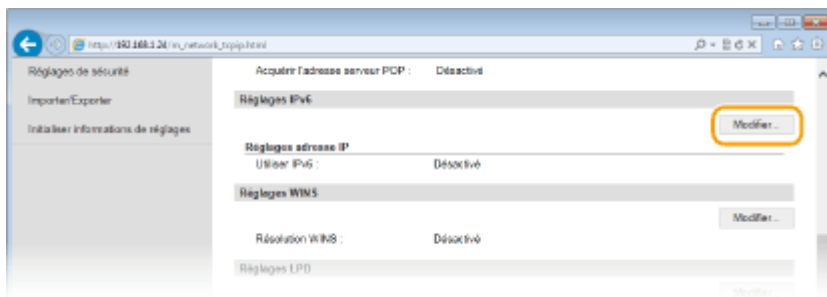 http://192.168.1.24/m_network_tcpip.html
Réglages de sécurité
Acquérir l'adresse serveur POP : Désactivé
Importer/Exporter
Réglages IPv6
Modifier...
Initialiser informations de réglages
Réglages adresse IP
Utiliser IPv6 : Désactivé
Réglages WINS
Modifier...
Résolution WINS : Désactivé
Réglages LPD
Modifier...